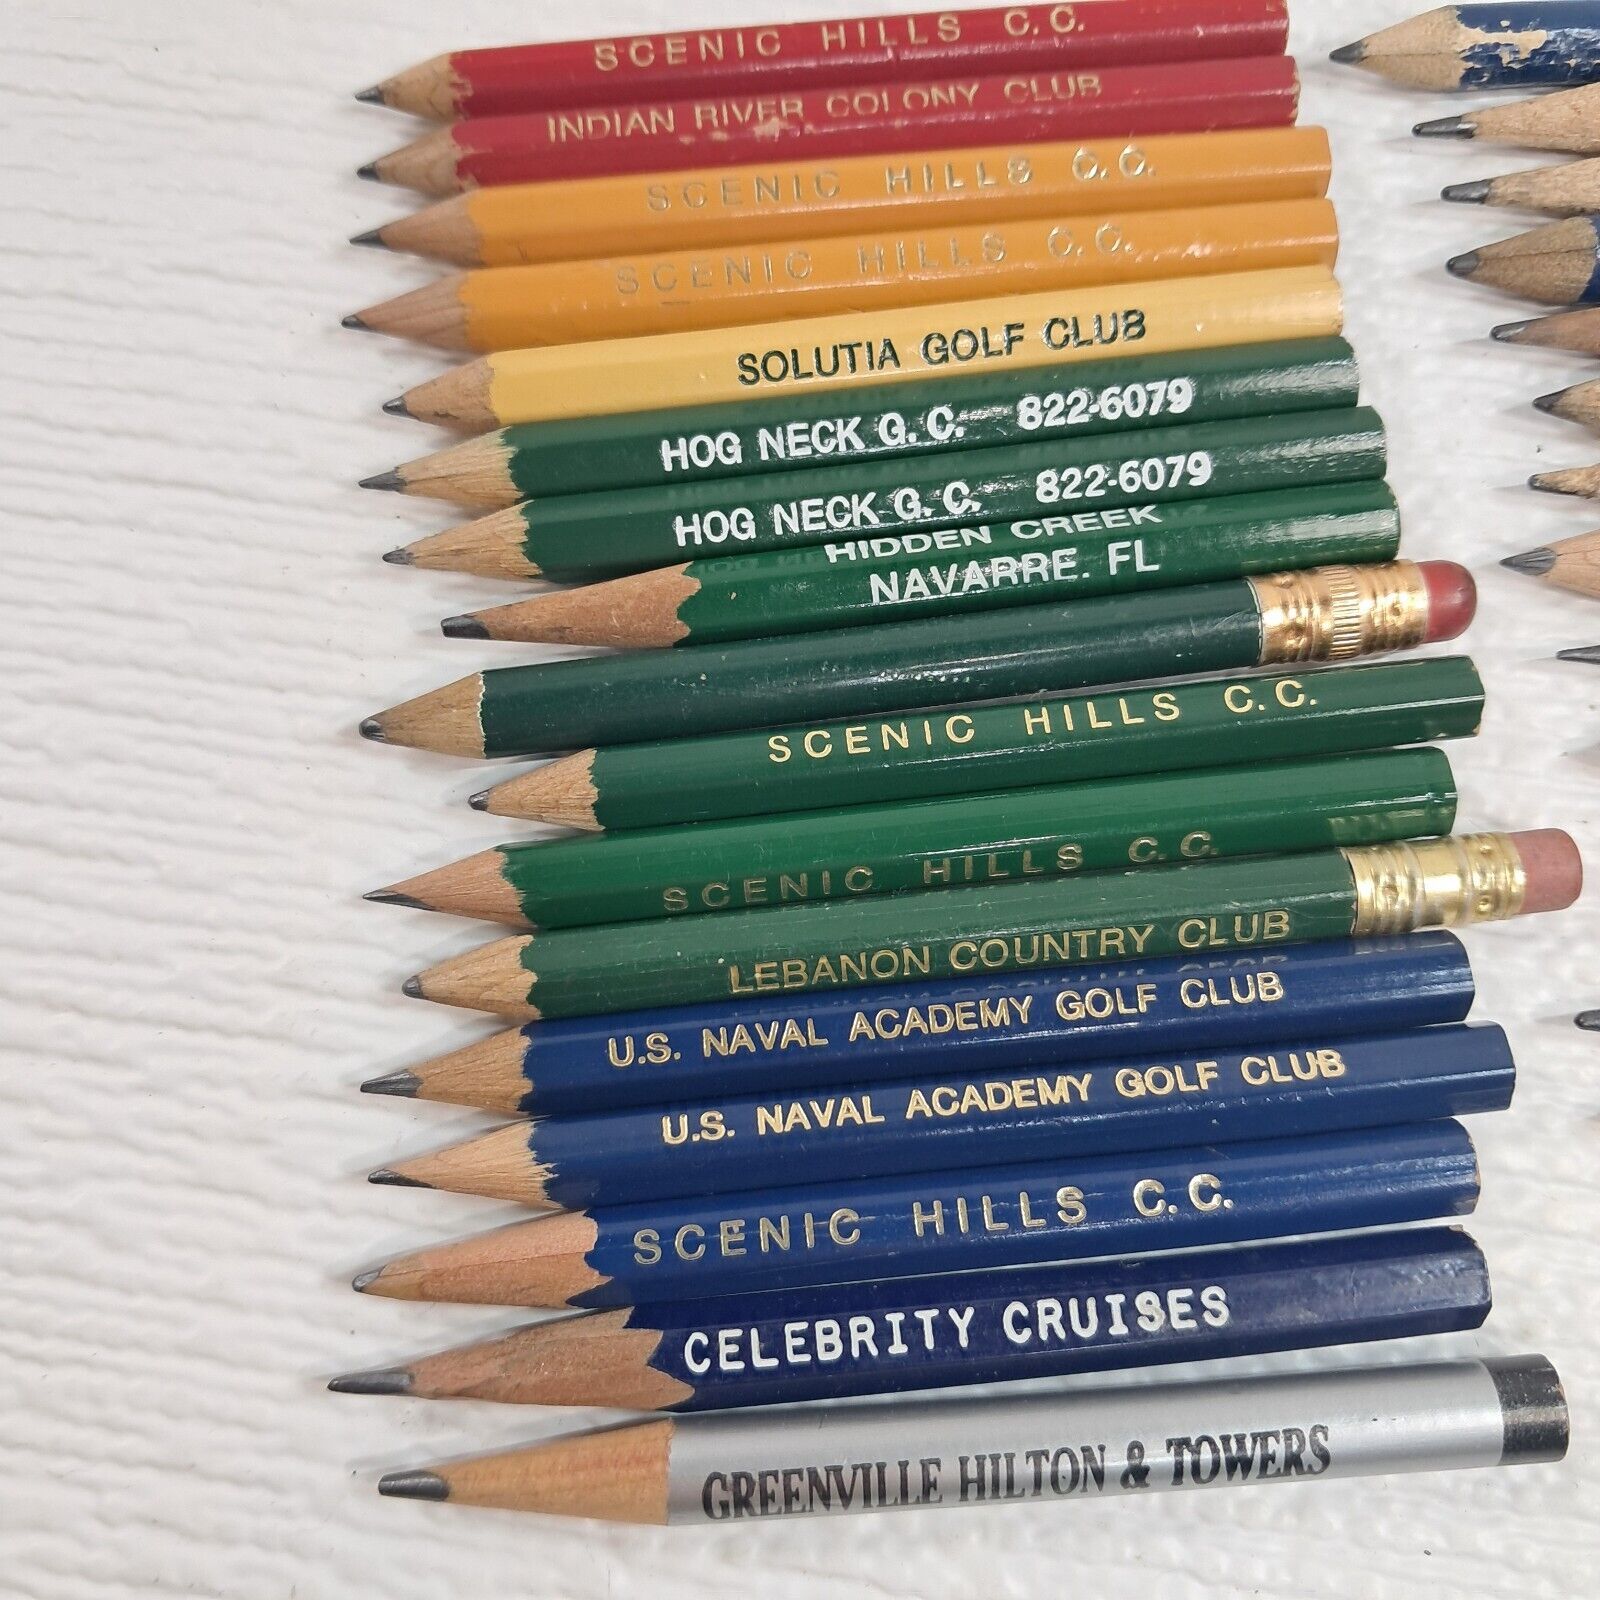 SCENIC HILLS C.C.
INDIAN RIVER COLONY CLUB
SCENIC HILLS C.C.
SCENIC HILLS C.C.
SOLUTIA GOLF CLUB
HOG NECK G.C. 822-6079
HOG NECK G.C. 822-6079
HIDDEN CREEK
NAVARRE. FL
SCENIC HILLS C.C.
SCENIC HILLS C.C.
LEBANON COUNTRY CLUB
U.S. NAVAL ACADEMY GOLF CLUB
U.S. NAVAL ACADEMY GOLF CLUB
SCENIC HILLS C.C.
CELEBRITY CRUISES
GREENVILLE HILTON & TOWERS